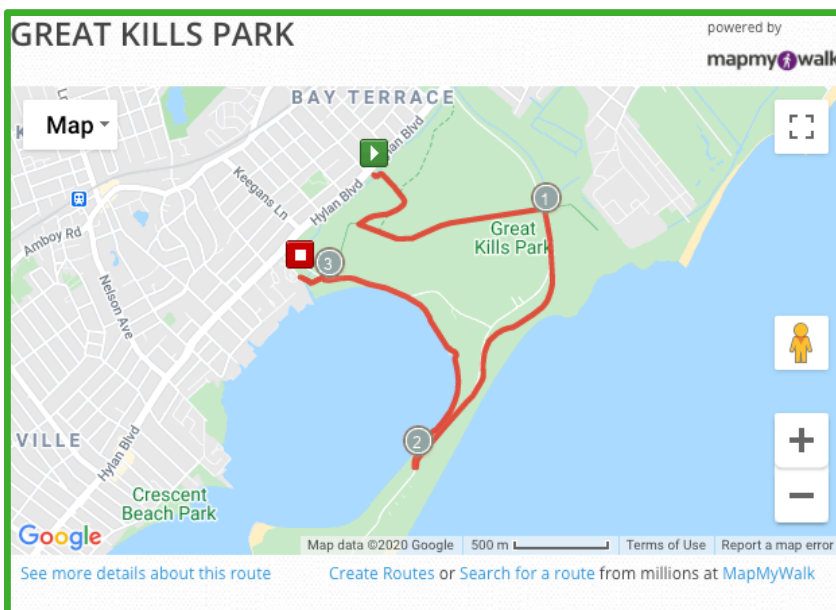 GREAT KILLS PARK
powered by
mapmywalk
BAY TERRACE
Map
Hylan Blvd
Keegans Ln
Hylan Blvd
1
Great
Kills Park
Amboy Rd
3
Nelson Ave
2
VILLE
Hylan Blvd
Crescent
Beach Park
+
−
Google
Map data ©2020 Google 500 m Terms of Use Report a map error
See more details about this route Create Routes or Search for a route from millions at MapMyWalk